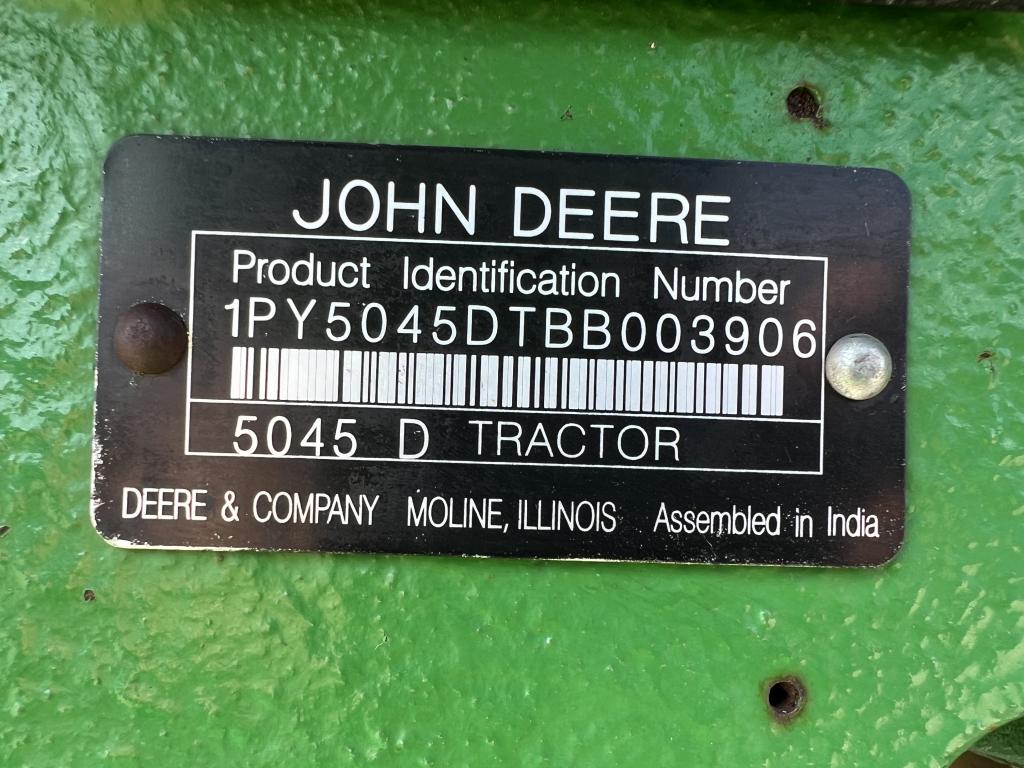 JOHN DEERE
Product Identification Number
1PY5045DTBB003906
5045 D TRACTOR
DEERE & COMPANY MOLINE, ILLINOIS Assembled in India